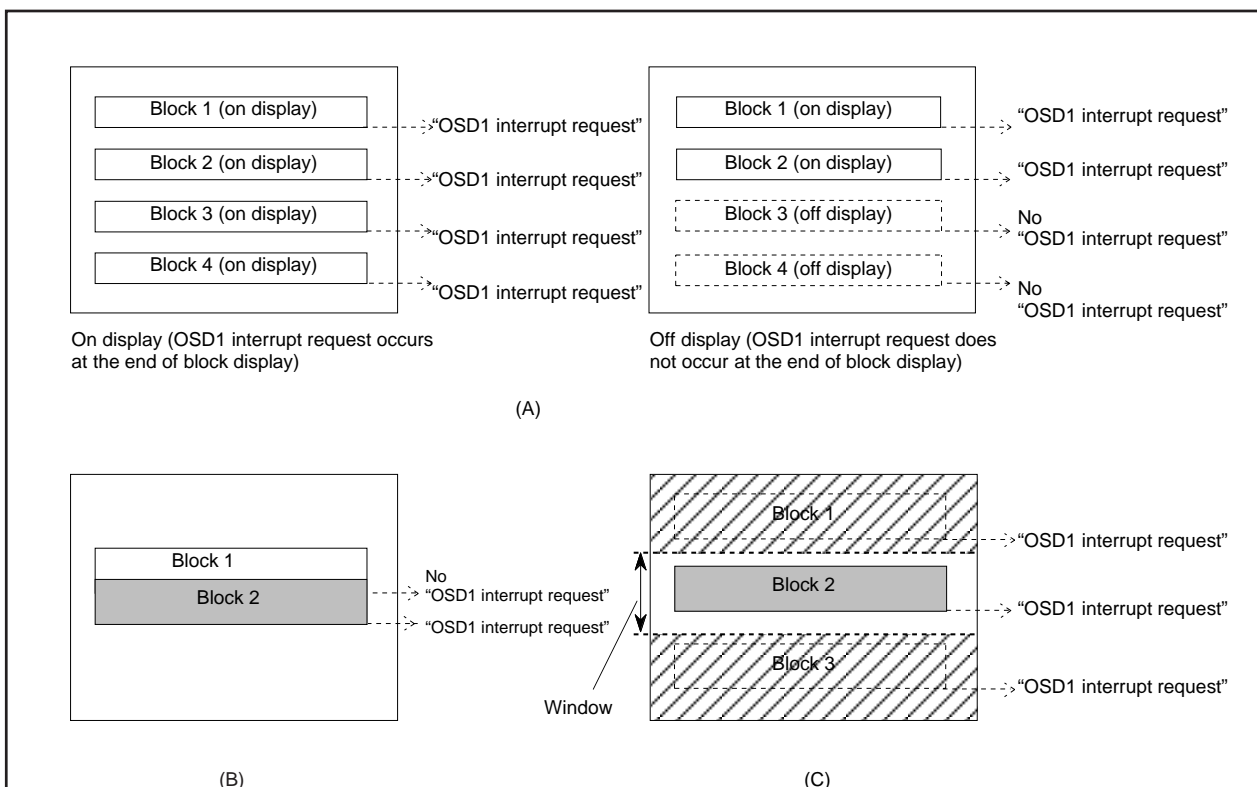 Block 1 (on display)
“OSD1 interrupt request”
Block 2 (on display)
“OSD1 interrupt request”
Block 3 (on display)
“OSD1 interrupt request”
Block 4 (on display)
“OSD1 interrupt request”
On display (OSD1 interrupt request occurs
at the end of block display)
Block 1 (on display)
“OSD1 interrupt request”
Block 2 (on display)
“OSD1 interrupt request”
Block 3 (off display)
No
“OSD1 interrupt request”
Block 4 (off display)
No
“OSD1 interrupt request”
Off display (OSD1 interrupt request does
not occur at the end of block display)
(A)
Block 1
Block 2
No
“OSD1 interrupt request”
“OSD1 interrupt request”
(B)
Block 1
“OSD1 interrupt request”
Block 2
“OSD1 interrupt request”
Block 3
“OSD1 interrupt request”
Window
(C)